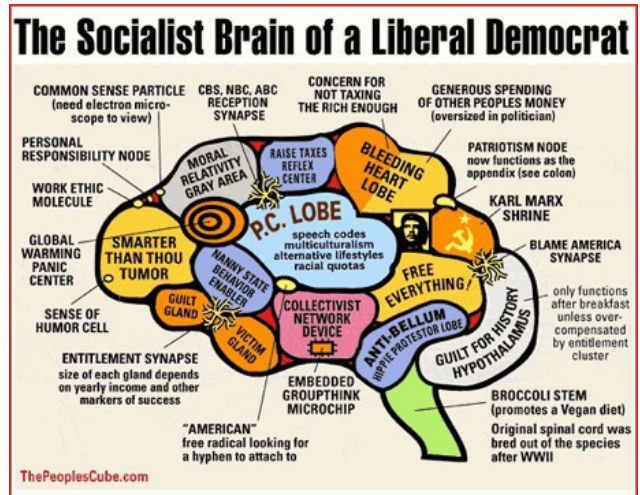 The Socialist Brain of a Liberal Democrat
COMMON SENSE PARTICLE
(need electron micro-
scope to view)
CBS, NBC, ABC
RECEPTION
SYNAPSE
CONCERN FOR
NOT TAXING
THE RICH ENOUGH
GENEROUS SPENDING
OF OTHER PEOPLES MONEY
(oversized in politician)
PERSONAL
RESPONSIBILITY NODE
WORK ETHIC
MOLECULE
GLOBAL
WARMING
PANIC
CENTER
SENSE OF
HUMOR CELL
MORAL
RELATIVITY
GRAY AREA
RAISE TAXES
REFLEX
CENTER
BLEEDING
HEART
LOBE
PATRIOTISM NODE
now functions as the
appendix (see colon)
KARL MARX
SHRINE
BLAME AMERICA
SYNAPSE
SMARTER
THAN THOU
TUMOR
P.C. LOBE
speech codes
multiculturalism
alternative lifestyles
racial quotas
NANNY STATE
BEHAVIOR
ENABLER
FREE
EVERYTHING!
GUILT
GLAND
VICTIM
GLAND
COLLECTIVIST
NETWORK
DEVICE
ANTI-BELLUM
HIPPIE PROTESTOR LOBE
GUILT FOR HISTORY
HYPOTHALAMUS
only functions
after breakfast
unless over-
compensated
by entitlement
cluster
ENTITLEMENT SYNAPSE
size of each gland depends
on yearly income and other
markers of success
EMBEDDED
GROUPTHINK
MICROCHIP
"AMERICAN"
free radical looking for
a hyphen to attach to
BROCCOLI STEM
(promotes a Vegan diet)
Original spinal cord was
bred out of the species
after WWII
ThePeoplesCube.com